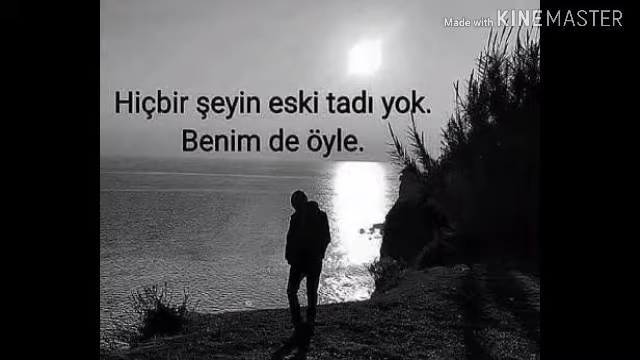 Made with KINEMASTER
Hiçbir şeyin eski tadı yok.
Benim de öyle.